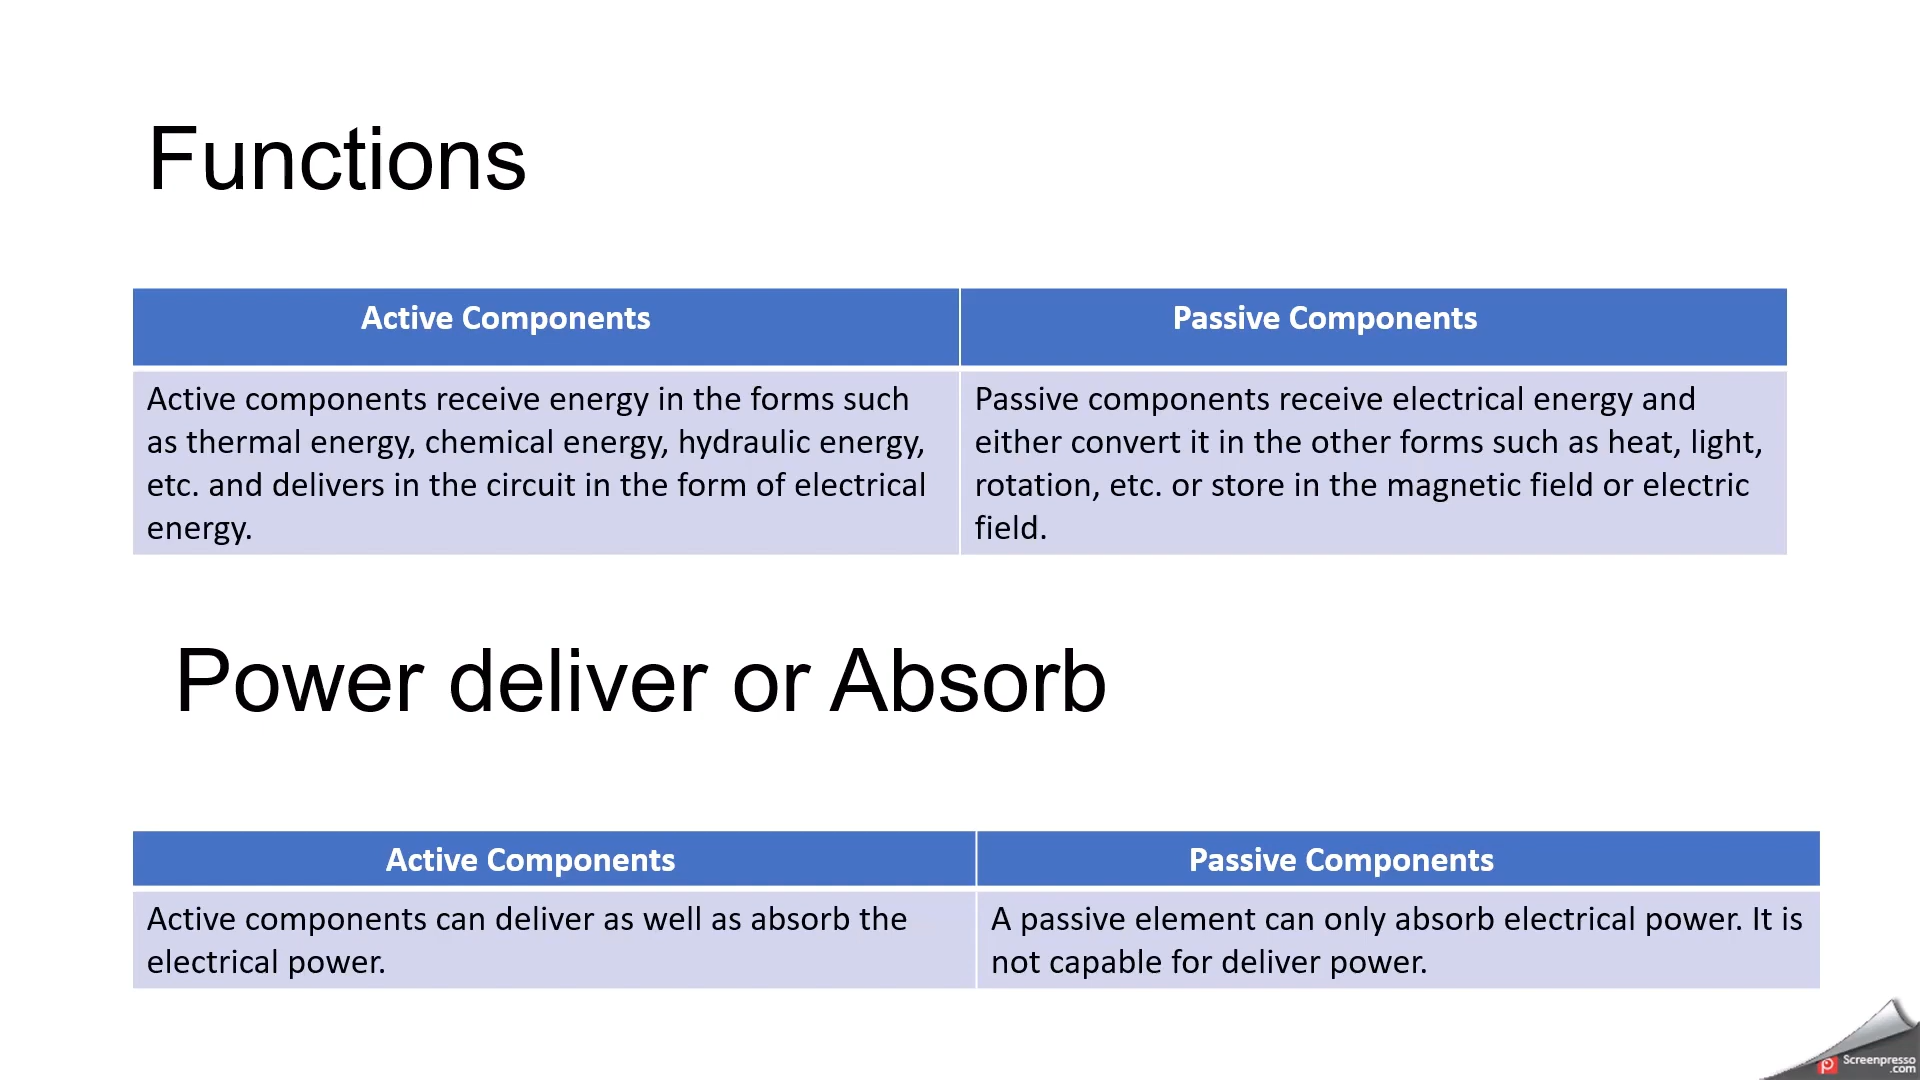 Functions
Active Components
Passive Components
Active components receive energy in the forms such
as thermal energy, chemical energy, hydraulic energy,
etc. and delivers in the circuit in the form of electrical
energy.
Passive components receive electrical energy and
either convert it in the other forms such as heat, light,
rotation, etc. or store in the magnetic field or electric
field.
Power deliver or Absorb
Active Components
Passive Components
Active components can deliver as well as absorb the
electrical power.
A passive element can only absorb electrical power. It is
not capable for deliver power.
Screenpresso
.com